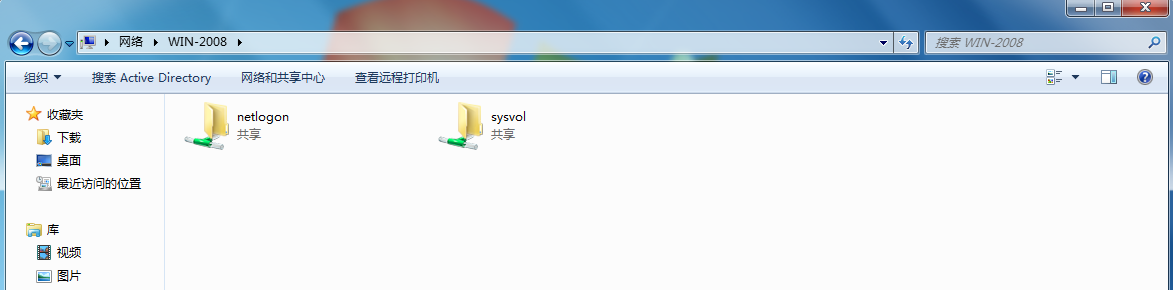 网络 WIN-2008
搜索 WIN-2008
组织 搜索 Active Directory 网络和共享中心 查看远程打印机
收藏夹
下载
桌面
最近访问的位置
库
视频
图片
netlogon
共享
sysvol
共享